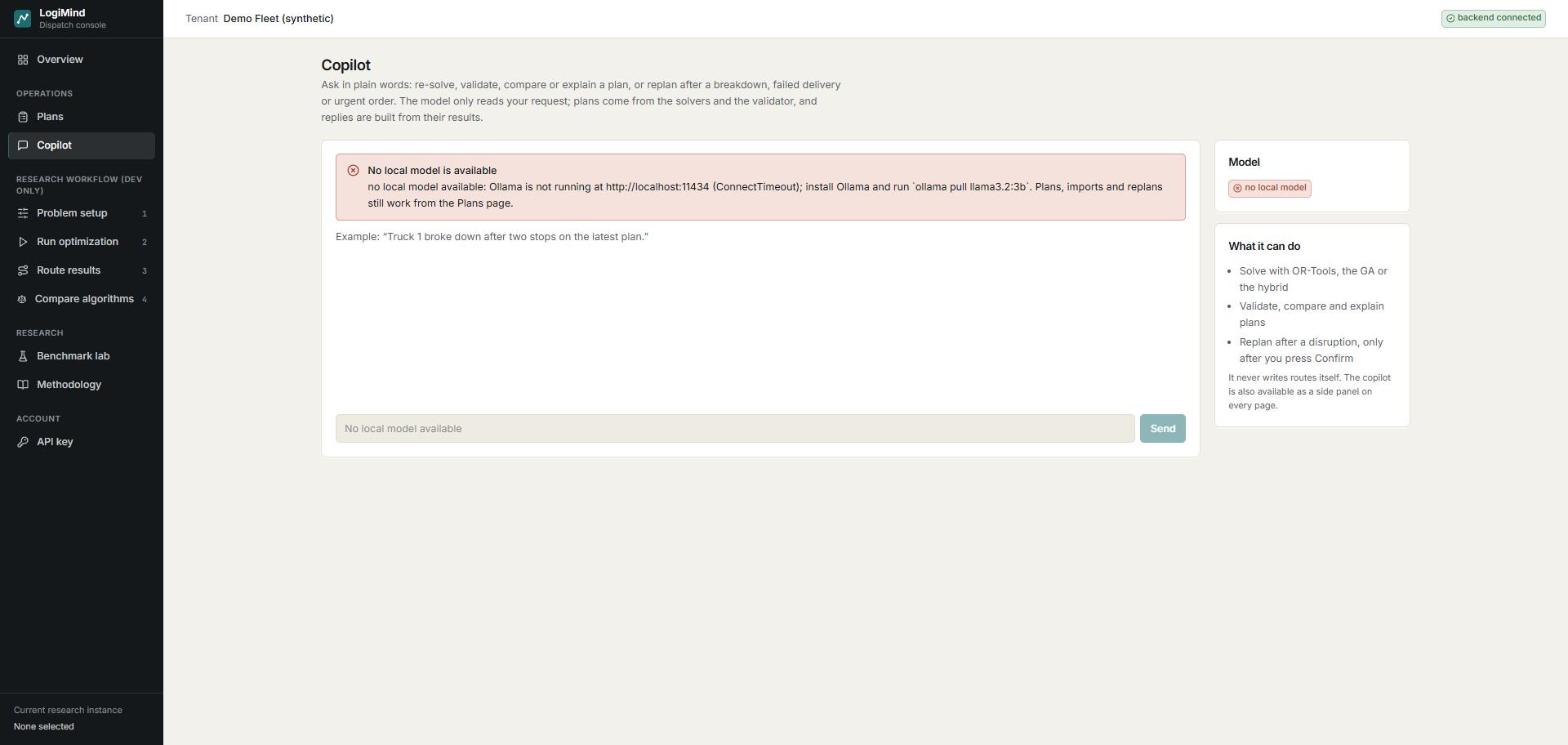 LogiMind
Dispatch console
Overview
OPERATIONS
Plans
Copilot
RESEARCH WORKFLOW (DEV
ONLY)
Problem setup 1
Run optimization 2
Route results 3
Compare algorithms 4
RESEARCH
Benchmark lab
Methodology
ACCOUNT
API key
Current research instance
None selected
Tenant Demo Fleet (synthetic)
backend connected
Copilot
Ask in plain words: re-solve, validate, compare or explain a plan, or replan after a breakdown, failed delivery
or urgent order. The model only reads your request; plans come from the solvers and the validator, and
replies are built from their results.
No local model is available
no local model available: Ollama is not running at http://localhost:11434 (ConnectTimeout); install Ollama and run `ollama pull llama3.2:3b`. Plans, imports and replans
still work from the Plans page.
Example: “Truck 1 broke down after two stops on the latest plan.”
No local model available
Send
Model
no local model
What it can do
• Solve with OR-Tools, the GA or
the hybrid
• Validate, compare and explain
plans
• Replan after a disruption, only
after you press Confirm
It never writes routes itself. The copilot
is also available as a side panel on
every page.